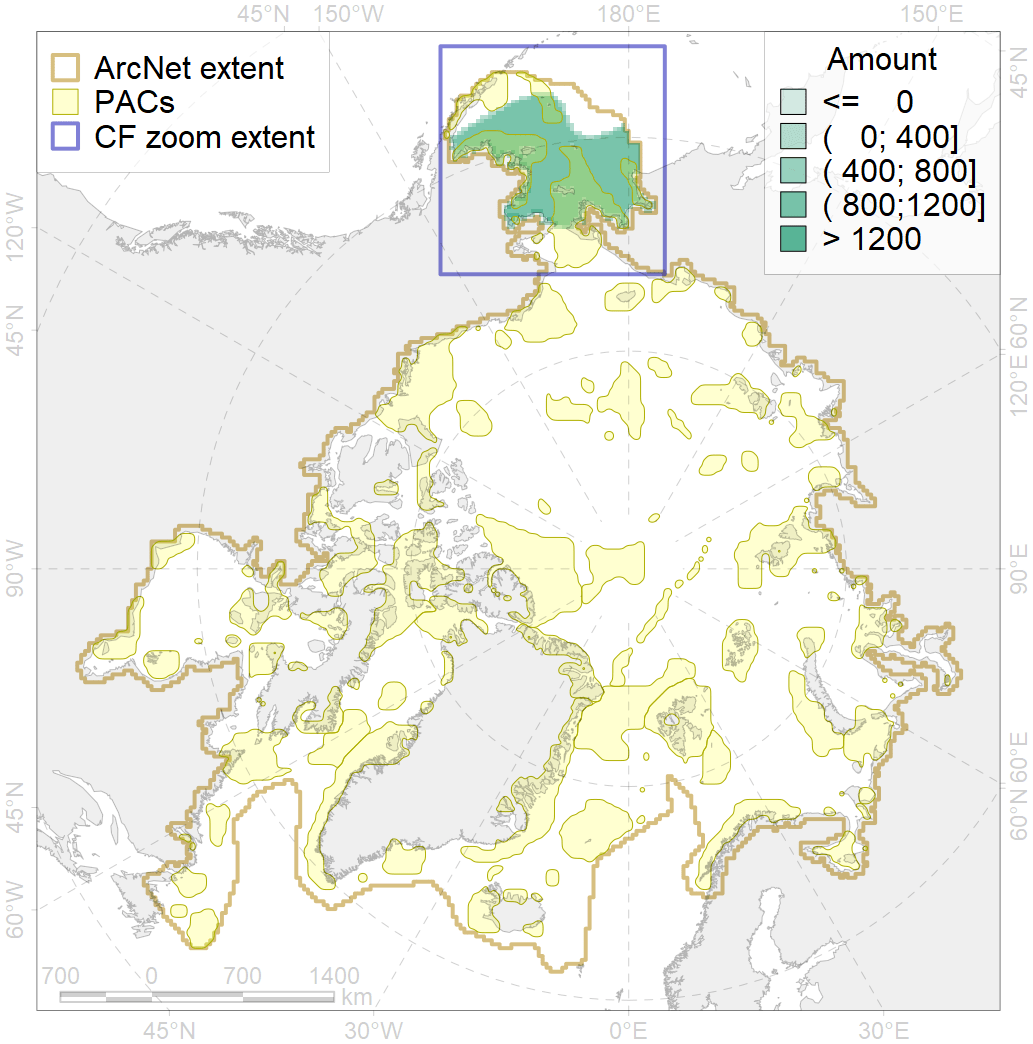 45°N 150°W 180°E 150°E
ArcNet extent
PACs
CF zoom extent
Amount
<= 0
( 0; 400]
( 400; 800]
( 800;1200]
> 1200
45°N
120°W
45°N
60°N
120°E
90°W
90°E
45°N
60°E
60°N
60°W
700 0 700 1400
km
45°N 30°W 0°E 30°E